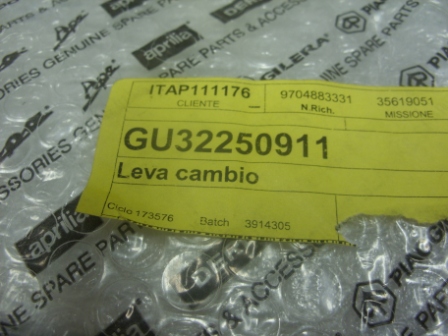 ITAP111176 9704883331 35619051
CLIENTE N.Rich. MISSIONE
GU32250911
Leva cambio
Ciclo 173576 Batch 3914305
aprilia
PIAGGIO
GILERA
GENUINE SPARE PARTS & ACCESSORIES